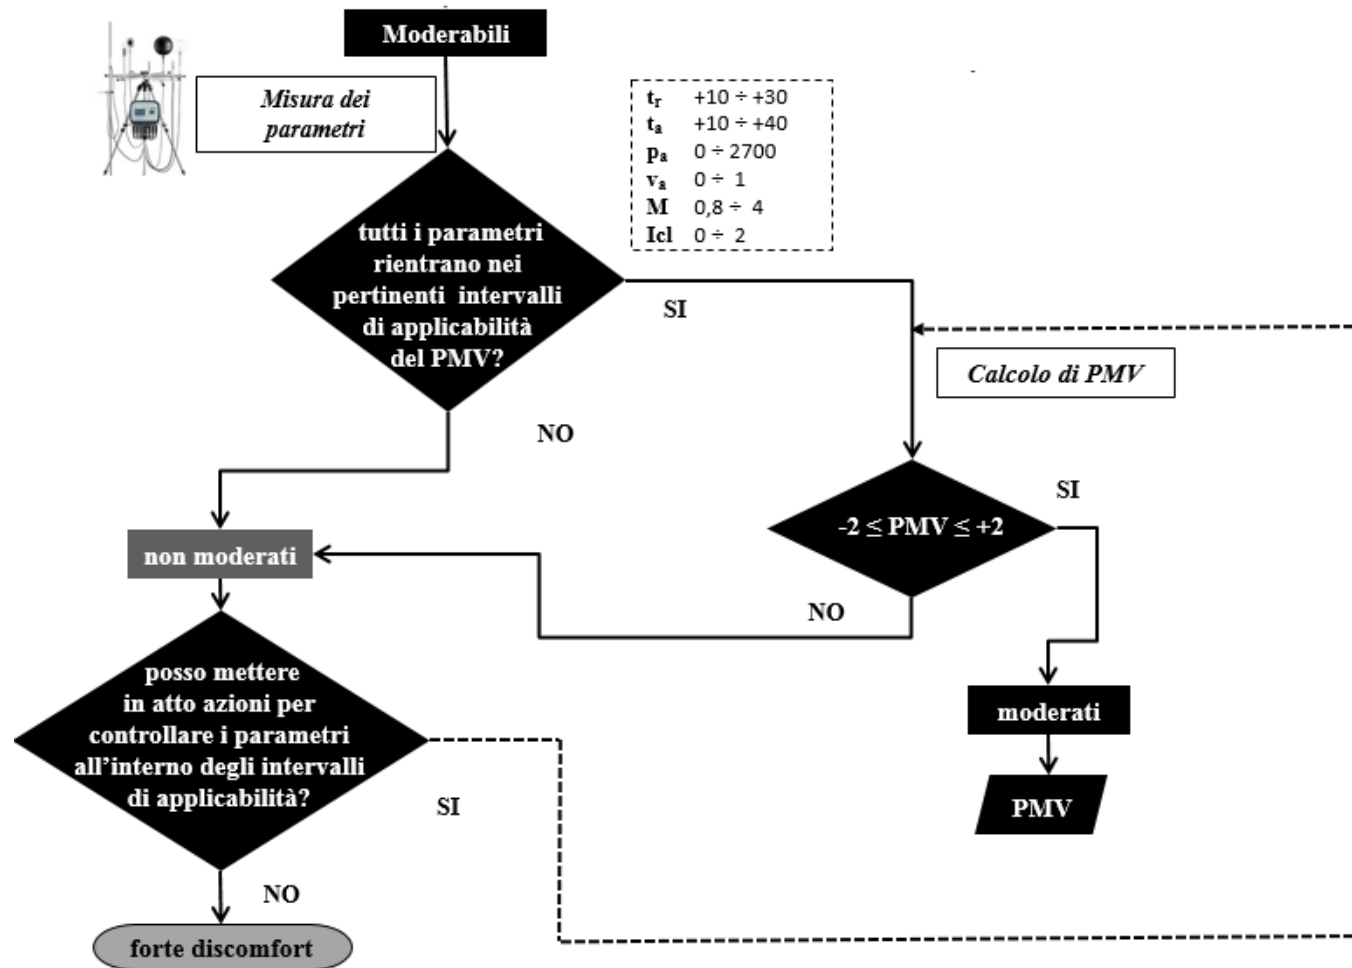 Moderabili
Misura dei
parametri
tr +10 ÷ +30
ta +10 ÷ +40
pa 0 ÷ 2700
va 0 ÷ 1
M 0,8 ÷ 4
Icl 0 ÷ 2
tutti i parametri
rientrano nei
pertinenti intervalli
di applicabilità
del PMV?
SI
Calcolo di PMV
NO
SI
-2 ≤ PMV ≤ +2
non moderati
NO
posso mettere
in atto azioni per
controllare i parametri
all'interno degli intervalli
di applicabilità?
moderati
SI
PMV
NO
forte discomfort